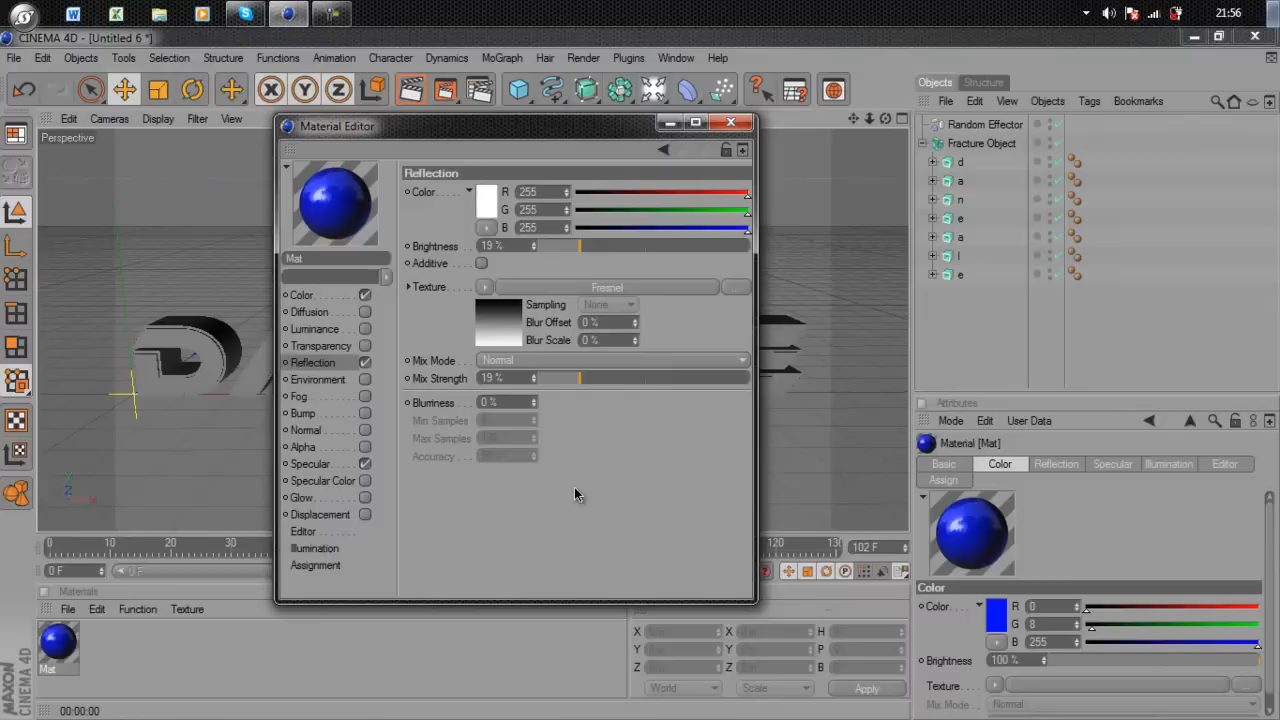 21:56
CINEMA 4D - [Untitled 6 *]
File Edit Objects Tools Selection Structure Functions Animation Character Dynamics MoGraph Hair Render Plugins Window Help
X Y Z
Objects Structure
File Edit View Objects Tags Bookmarks
Edit Cameras Display Filter View
Perspective
Random Effector
Fracture Object
d
a
n
e
a
l
e
Material Editor
Mat
Color
Diffusion
Luminance
Transparency
Reflection
Environment
Fog
Bump
Normal
Alpha
Specular
Specular Color
Glow
Displacement
Editor
Illumination
Assignment
Reflection
Color R 255
G 255
B 255
Brightness 19 %
Additive
Texture Fresnel ...
Sampling None
Blur Offset 0 %
Blur Scale 0 %
Mix Mode Normal
Mix Strength 19 %
Blurriness 0 %
Min Samples
Max Samples
Accuracy
D
Z X
0 10 20 30 120 130
102 F
0 F 0 F
Materials
File Edit Function Texture
Mat
X X H
Y Y P
Z Z B
World Scale Apply
MAXON
CINEMA 4D
00:00:00
Attributes
Mode Edit User Data
Material [Mat]
Basic Color Reflection Specular Illumination Editor
Assign
Color
Color R 0
G 8
B 255
Brightness 100 %
Texture ...
Mix Mode Normal